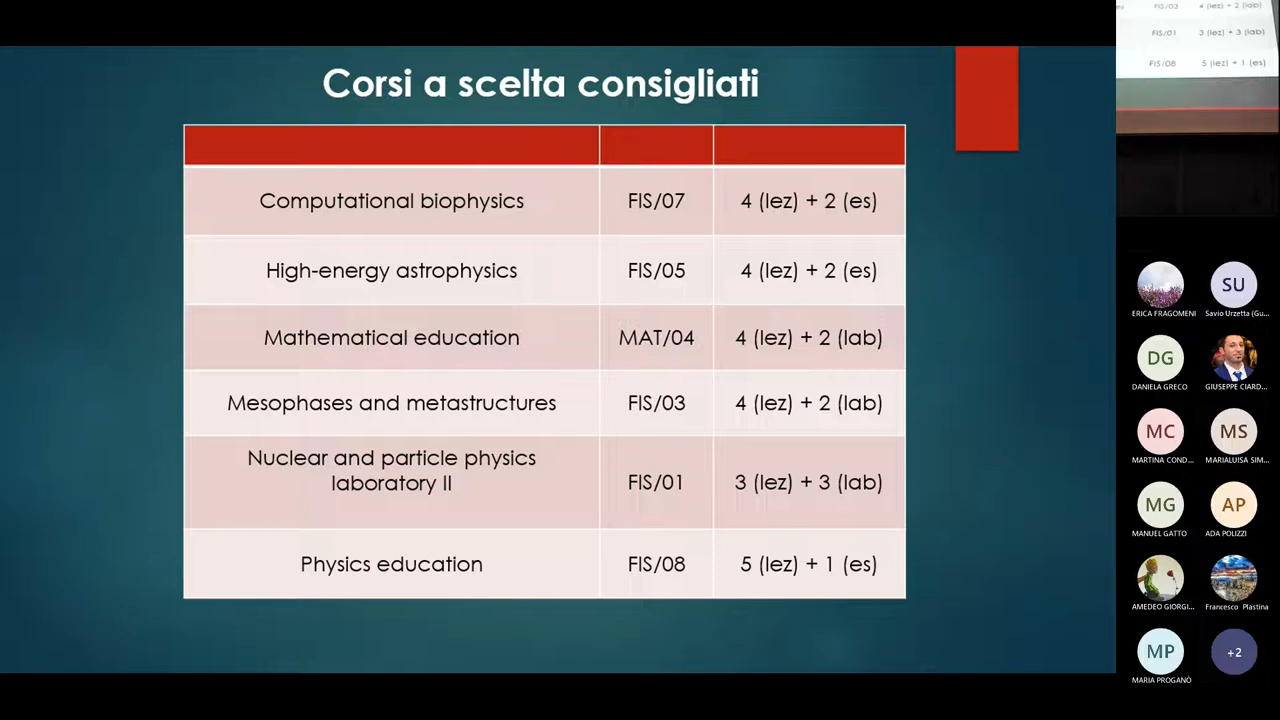 Corsi a scelta consigliati
Computational biophysics FIS/07 4 (lez) + 2 (es)
High-energy astrophysics FIS/05 4 (lez) + 2 (es)
Mathematical education MAT/04 4 (lez) + 2 (lab)
Mesophases and metastructures FIS/03 4 (lez) + 2 (lab)
Nuclear and particle physics
laboratory II FIS/01 3 (lez) + 3 (lab)
Physics education FIS/08 5 (lez) + 1 (es)
FIS/03 4 (lez) + 2 (lab)
FIS/01 3 (lez) + 3 (lab)
FIS/08 5 (lez) + 1 (es)
SU
ERICA FRAGOMENI Savio Urzetta (Gu...
DG
DANIELA GRECO GIUSEPPE CIARD...
MC MS
MARTINA COND... MARIALUISA SIM...
MG AP
MANUEL GATTO ADA POLIZZI
AMEDEO GIORGI... Francesco Plastina
MP +2
MARIA PROGANÒ